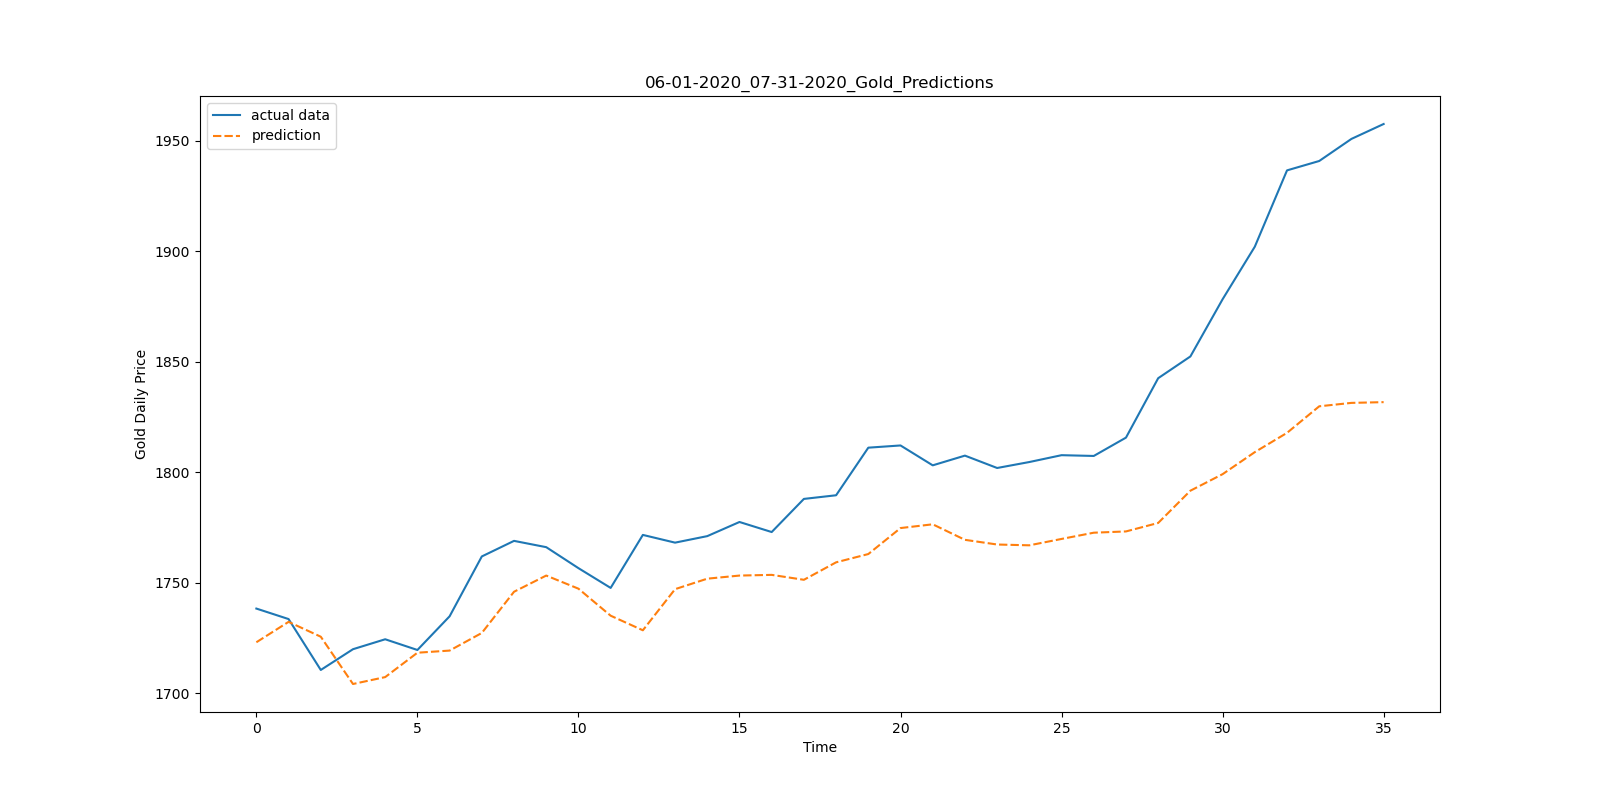 06-01-2020_07-31-2020_Gold_Predictions
actual data
prediction
1950
1900
1850
1800
1750
1700
Gold Daily Price
0 5 10 15 20 25 30 35
Time